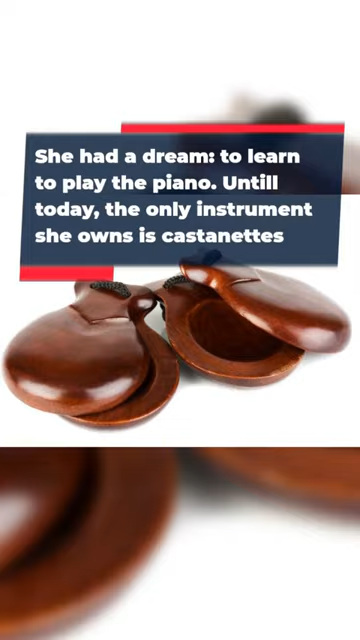 She had a dream: to learn
to play the piano. Untill
today, the only instrument
she owns is castanettes